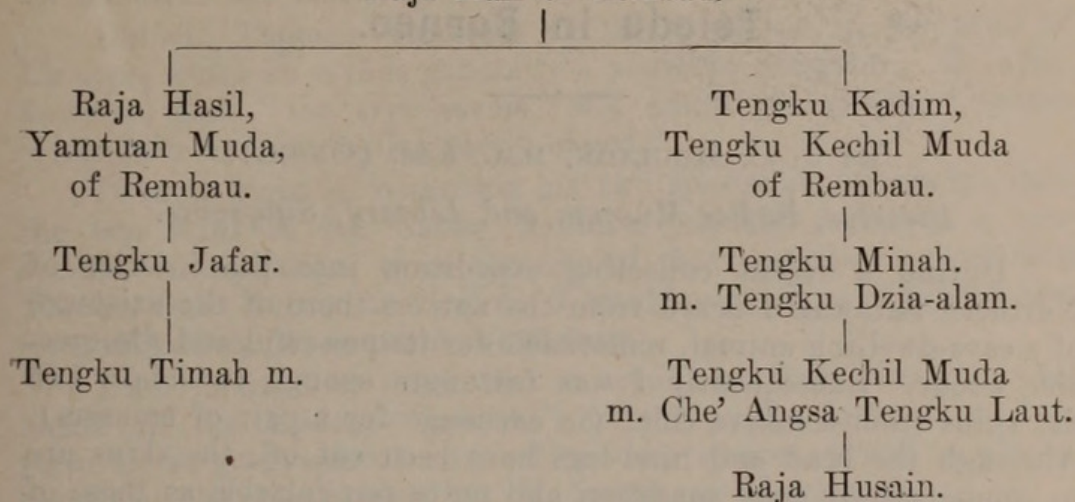 Raja Hasil,
Yamtuan Muda,
of Rembau.
Tengku Jafar.
Tengku Timah m.
Tengku Kadim,
Tengku Kechil Muda
of Rembau.
Tengku Minah.
m. Tengku Dzia-alam.
Tengku Kechil Muda
m. Che' Angsa Tengku Laut.
Raja Husain.